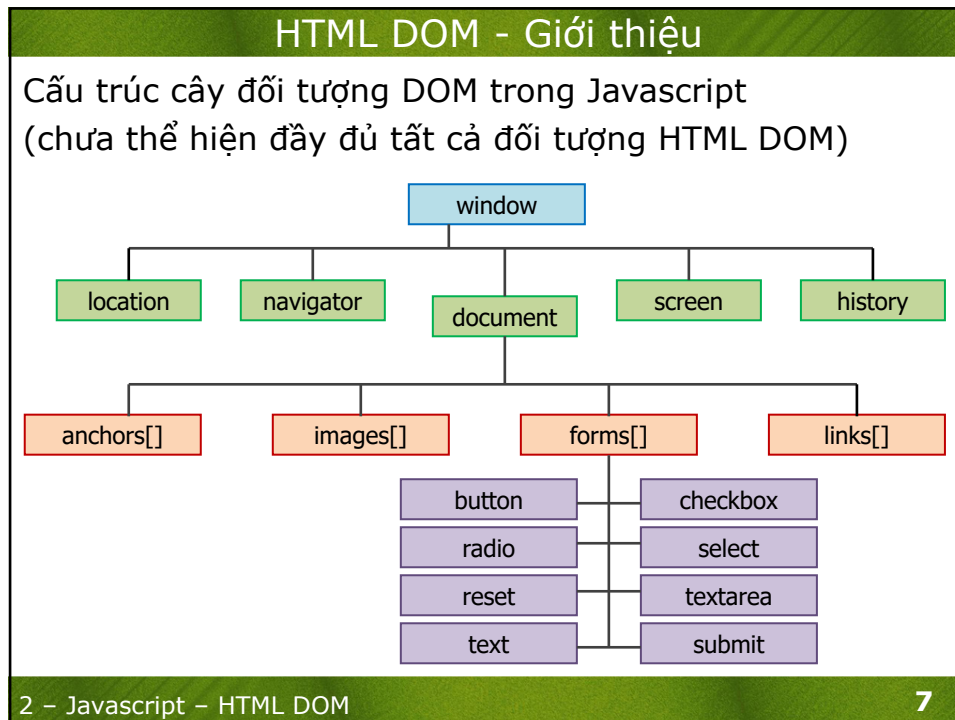 HTML DOM - Giới thiệu
Cấu trúc cây đối tượng DOM trong Javascript
(chưa thể hiện đầy đủ tất cả đối tượng HTML DOM)
window
location
navigator
document
screen
history
anchors[]
images[]
forms[]
links[]
button
checkbox
radio
select
reset
textarea
text
submit
2 – Javascript – HTML DOM
7